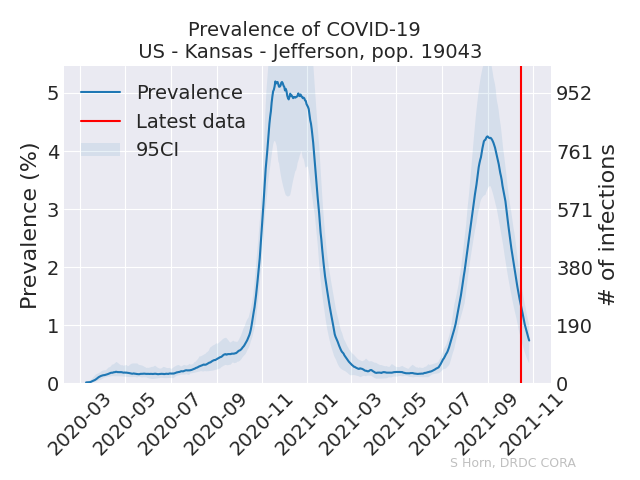 Prevalence of COVID-19
US - Kansas - Jefferson, pop. 19043
Prevalence
Latest data
95CI
Prevalence (%)
5
4
3
2
1
0
952
761
571
380
190
0
# of infections
2020-03
2020-05
2020-07
2020-09
2020-11
2021-01
2021-03
2021-05
2021-07
2021-09
2021-11
S Horn, DRDC CORA